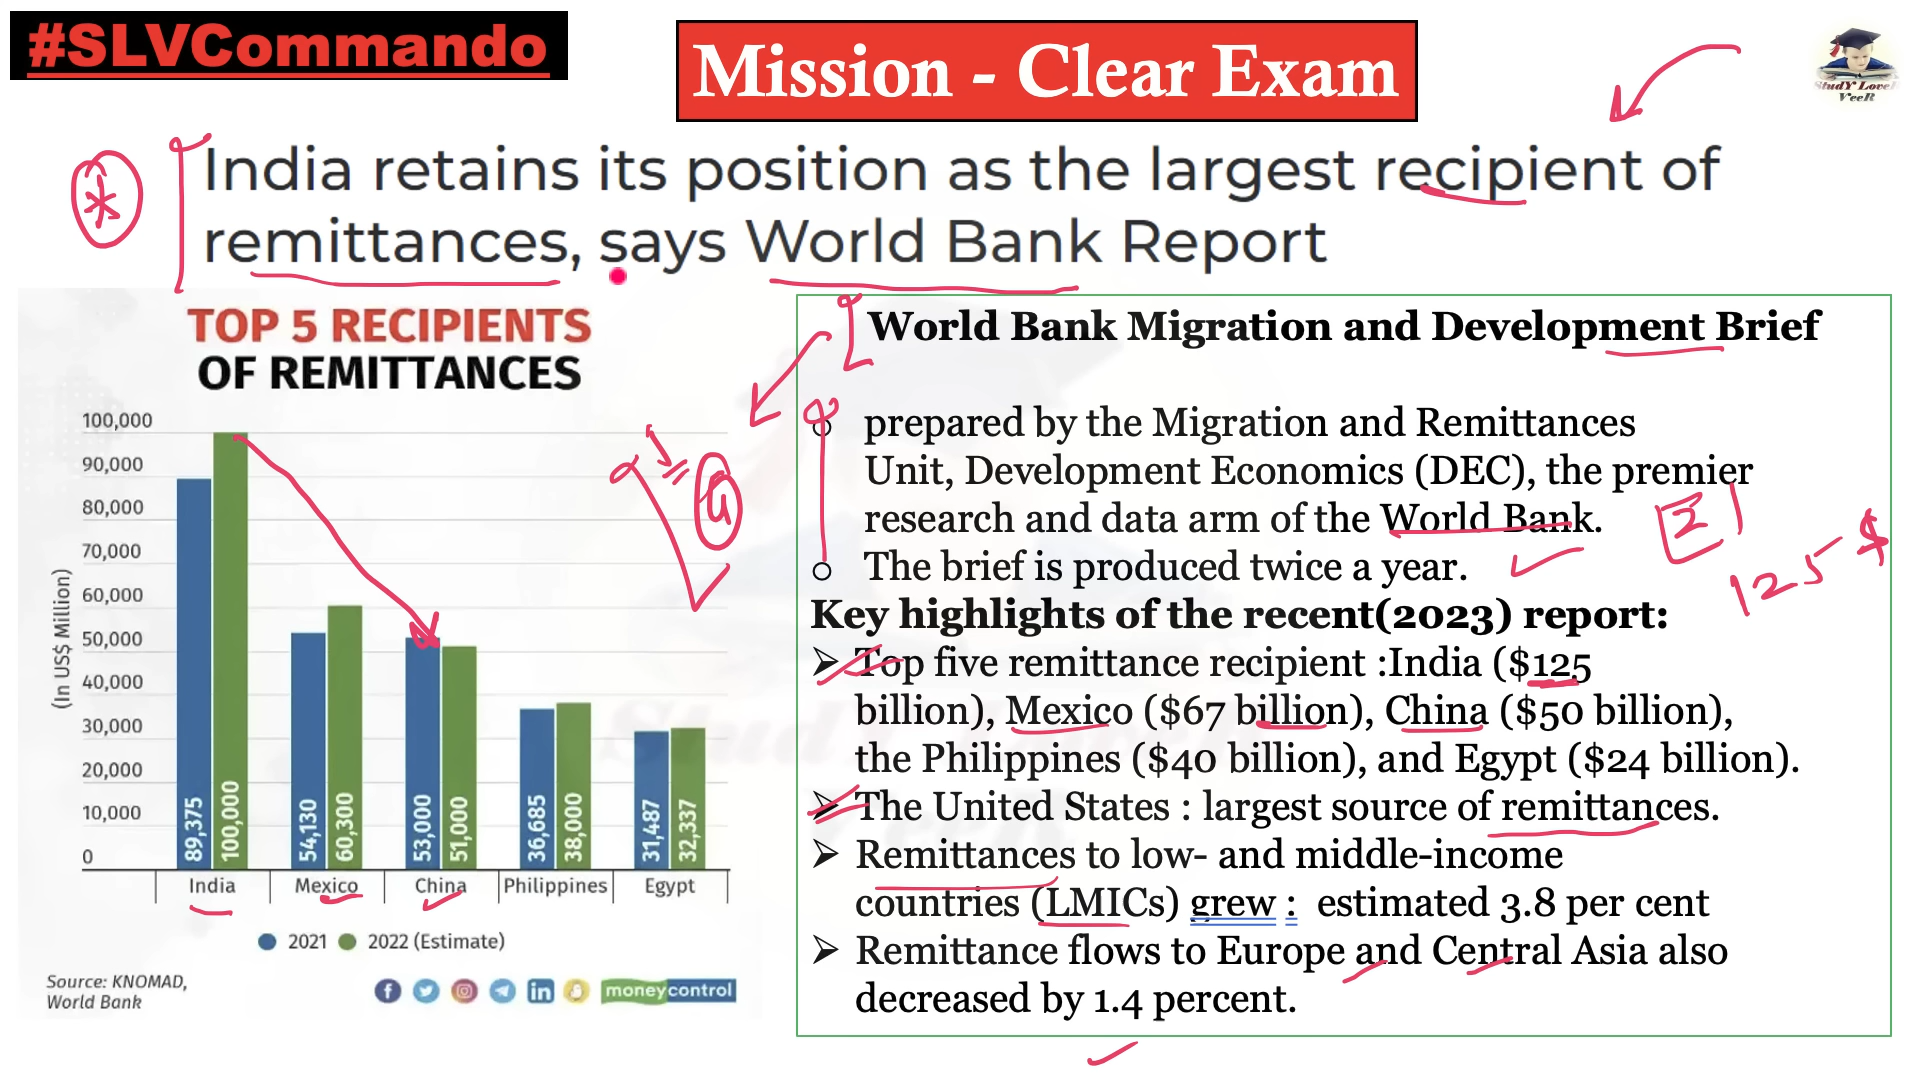 #SLVCommando
Mission - Clear Exam
StudY LoveR
VeeR
India retains its position as the largest recipient of
remittances, says World Bank Report
TOP 5 RECIPIENTS
OF REMITTANCES
(In US$ Million)
100,000
90,000
80,000
70,000
60,000
50,000
40,000
30,000
20,000
10,000
0
89,375
100,000
54,130
60,300
53,000
51,000
36,685
38,000
31,487
32,337
India
Mexico
China
Philippines
Egypt
2021
2022 (Estimate)
Source: KNOMAD,
World Bank
moneycontrol
World Bank Migration and Development Brief
prepared by the Migration and Remittances
Unit, Development Economics (DEC), the premier
research and data arm of the World Bank.
The brief is produced twice a year.
2
125 $
Key highlights of the recent(2023) report:
Top five remittance recipient :India ($125
billion), Mexico ($67 billion), China ($50 billion),
the Philippines ($40 billion), and Egypt ($24 billion).
The United States : largest source of remittances.
Remittances to low- and middle-income
countries (LMICs) grew : estimated 3.8 per cent
Remittance flows to Europe and Central Asia also
decreased by 1.4 percent.